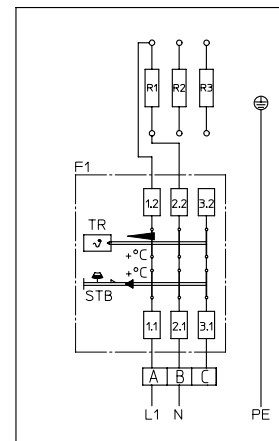 R1 R2 R3
F1
1.2 2.2 3.2
TR
+°C
+°C
STB
1.1 2.1 3.1
A B C
L1 N PE